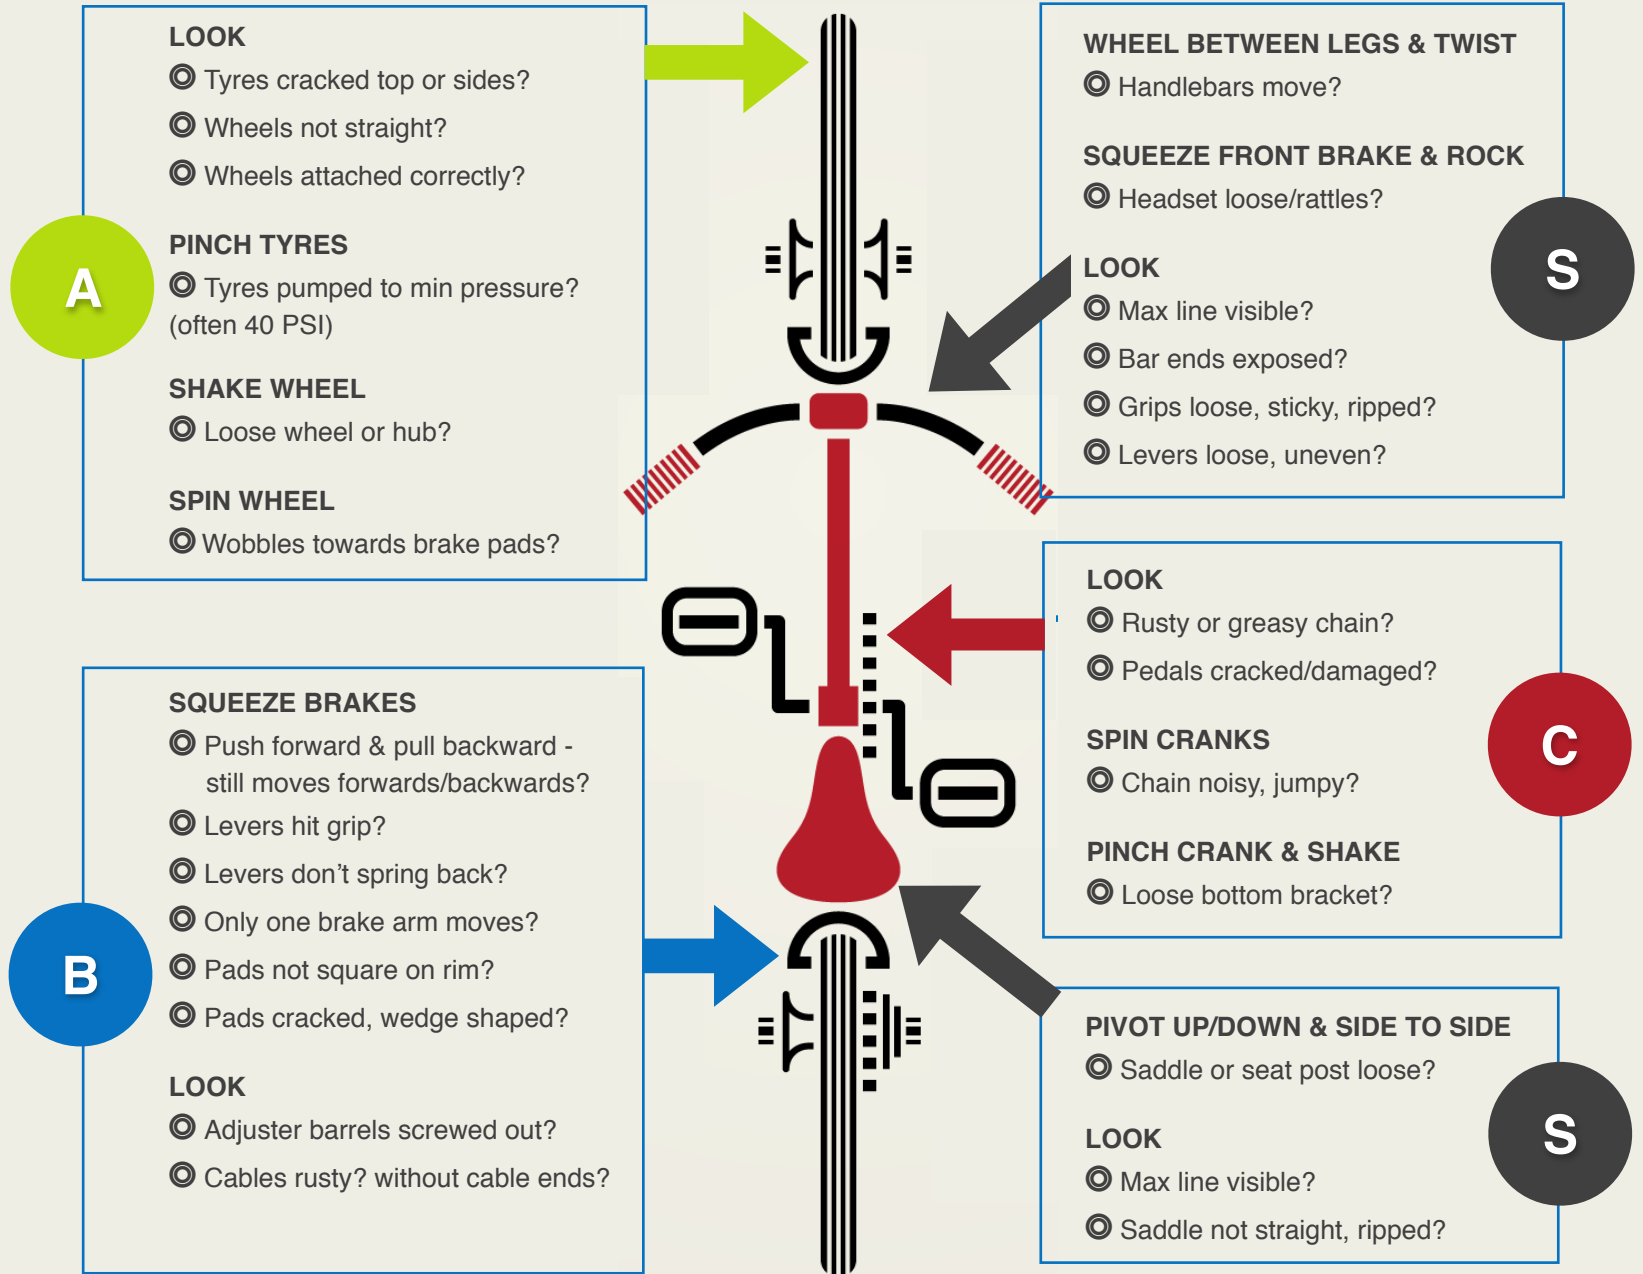 A
LOOK
Tyres cracked top or sides?
Wheels not straight?
Wheels attached correctly?
PINCH TYRES
Tyres pumped to min pressure?
(often 40 PSI)
SHAKE WHEEL
Loose wheel or hub?
SPIN WHEEL
Wobbles towards brake pads?
B
SQUEEZE BRAKES
Push forward & pull backward -
still moves forwards/backwards?
Levers hit grip?
Levers don’t spring back?
Only one brake arm moves?
Pads not square on rim?
Pads cracked, wedge shaped?
LOOK
Adjuster barrels screwed out?
Cables rusty? without cable ends?
S
WHEEL BETWEEN LEGS & TWIST
Handlebars move?
SQUEEZE FRONT BRAKE & ROCK
Headset loose/rattles?
LOOK
Max line visible?
Bar ends exposed?
Grips loose, sticky, ripped?
Levers loose, uneven?
C
LOOK
Rusty or greasy chain?
Pedals cracked/damaged?
SPIN CRANKS
Chain noisy, jumpy?
PINCH CRANK & SHAKE
Loose bottom bracket?
S
PIVOT UP/DOWN & SIDE TO SIDE
Saddle or seat post loose?
LOOK
Max line visible?
Saddle not straight, ripped?